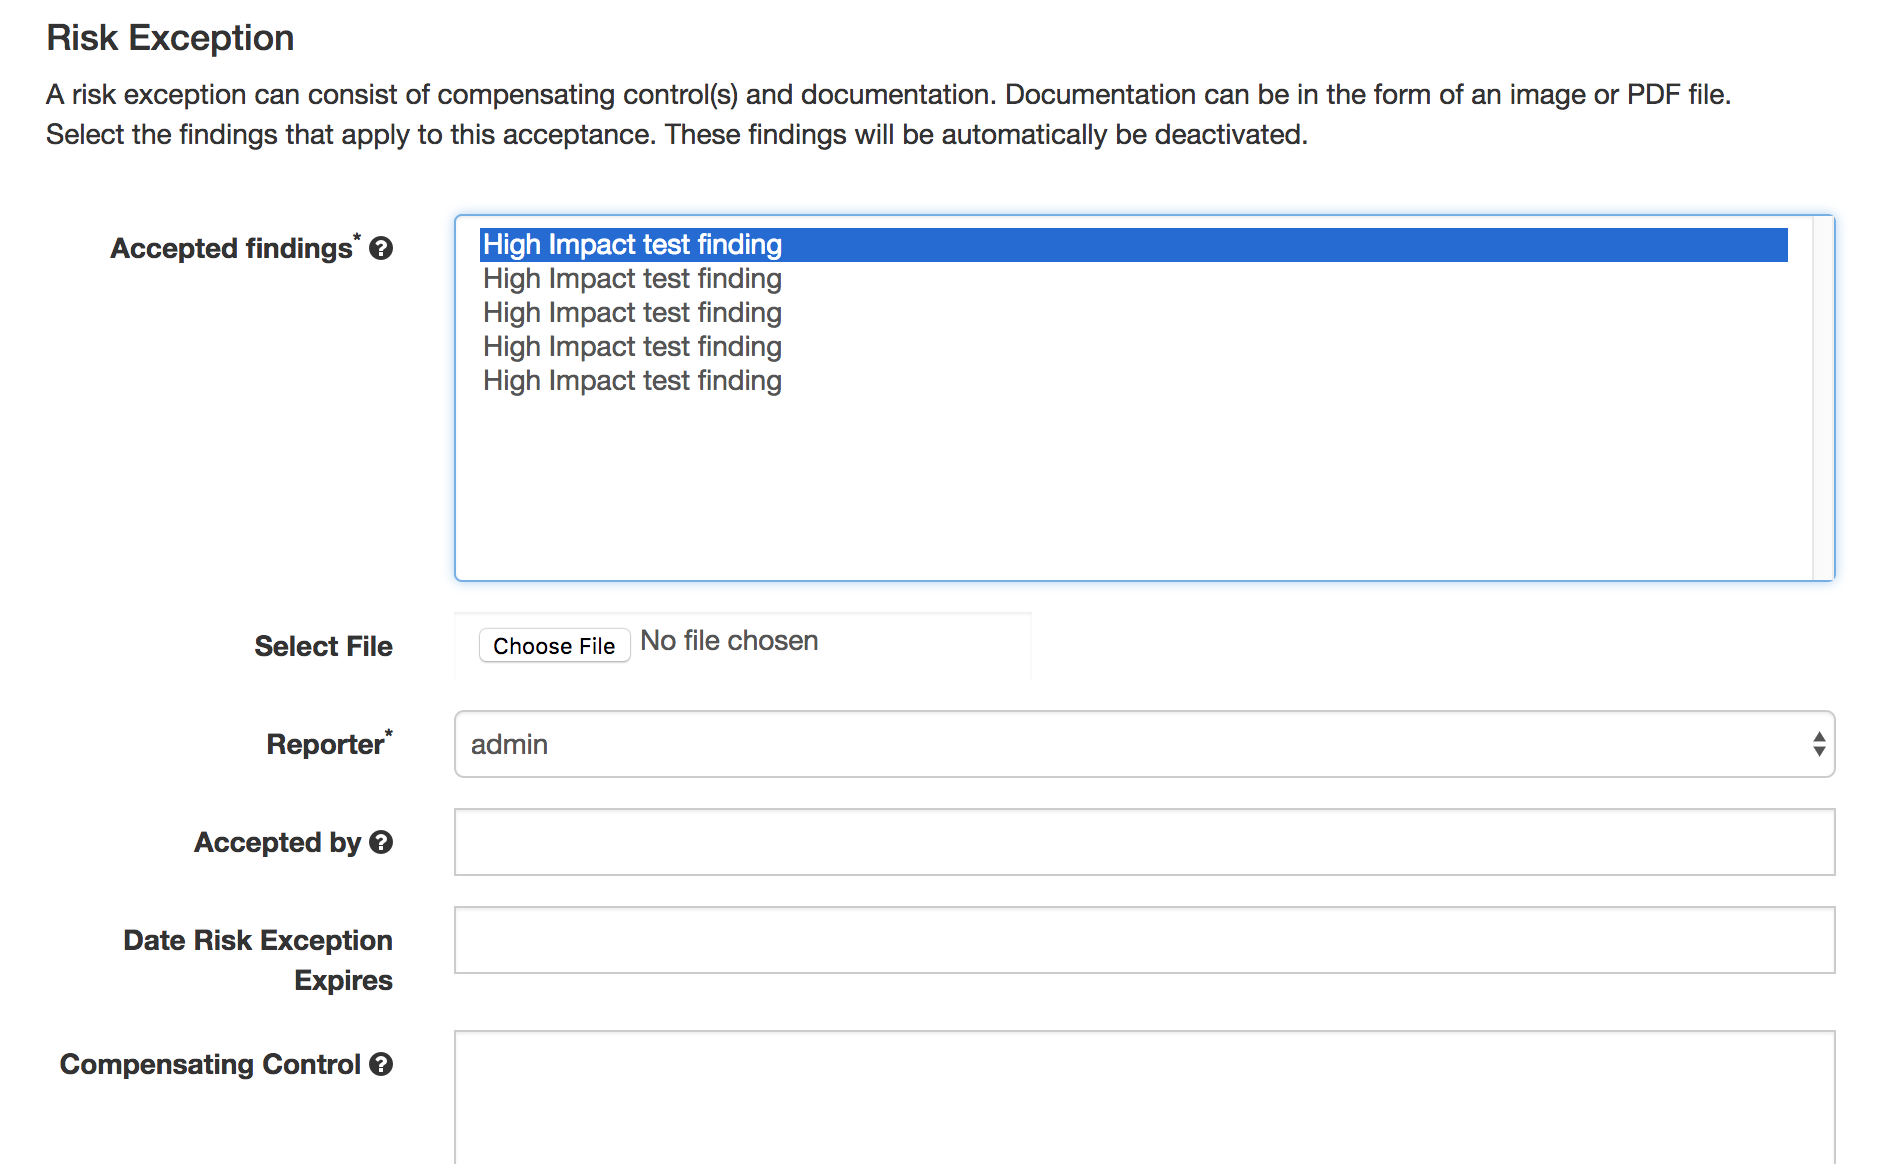 Risk Exception
A risk exception can consist of compensating control(s) and documentation. Documentation can be in the form of an image or PDF file.
Select the findings that apply to this acceptance. These findings will be automatically be deactivated.
Accepted findings*
High Impact test finding
High Impact test finding
High Impact test finding
High Impact test finding
High Impact test finding
Select File
Choose File No file chosen
Reporter*
admin
Accepted by
Date Risk Exception
Expires
Compensating Control